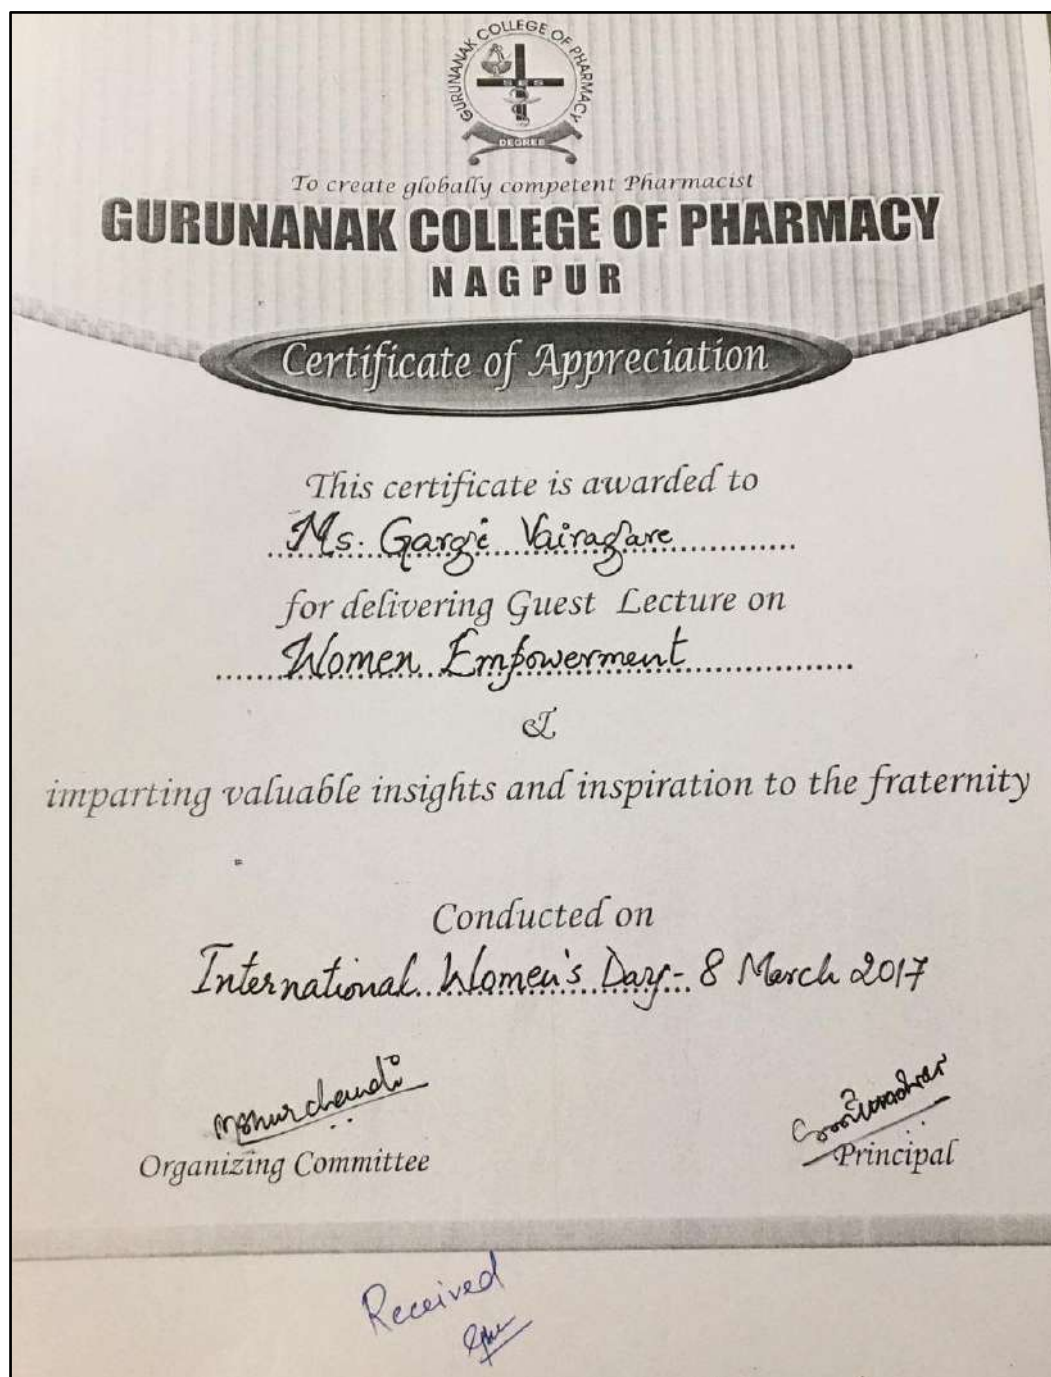 GURUNANAK COLLEGE OF PHARMACY
SES
DEGREE
To create globally competent Pharmacist
GURUNANAK COLLEGE OF PHARMACY
NAGPUR
Certificate of Appreciation
This certificate is awarded to
Ms. Gargi Vairagare
for delivering Guest Lecture on
Women Empowerment
&
imparting valuable insights and inspiration to the fraternity
Conducted on
International Women's Day - 8 March 2017
Organizing Committee
Principal
Received